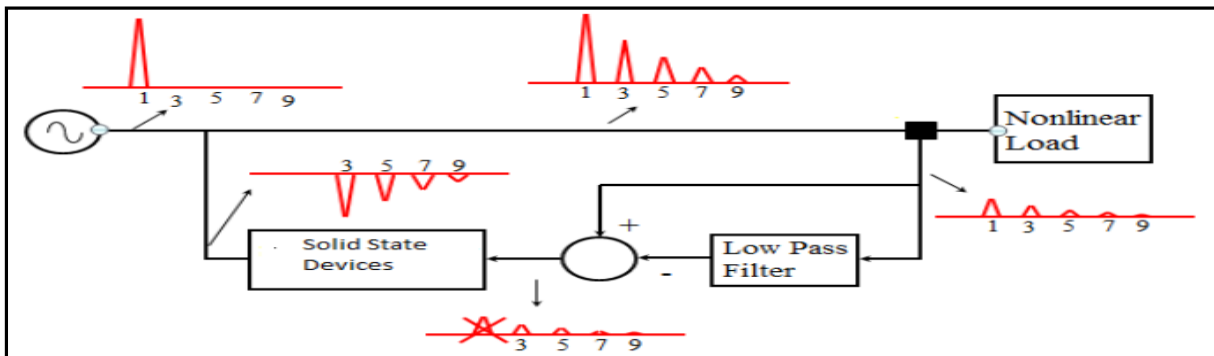 1 3 5 7 9
1 3 5 7 9
Nonlinear
Load
3 5 7 9
1 3 5 7 9
+
Solid State
Devices
-
Low Pass
Filter
3 5 7 9